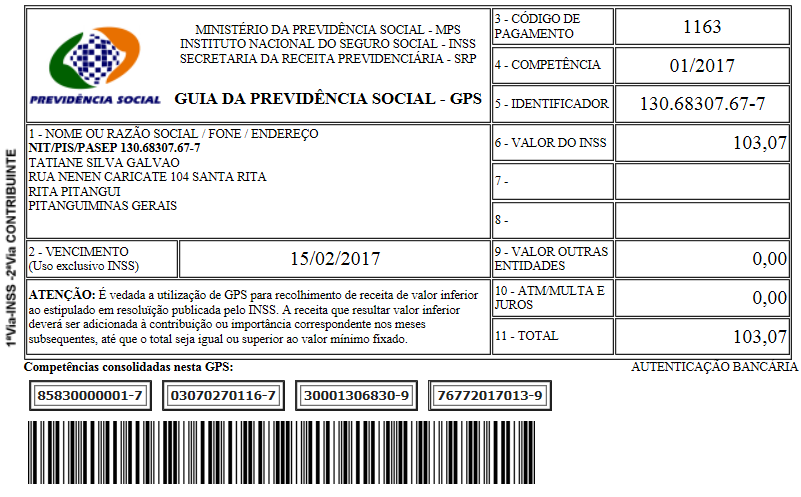 PREVIDÊNCIA SOCIAL
MINISTÉRIO DA PREVIDÊNCIA SOCIAL - MPS
INSTITUTO NACIONAL DO SEGURO SOCIAL - INSS
SECRETARIA DA RECEITA PREVIDENCIÁRIA - SRP
GUIA DA PREVIDÊNCIA SOCIAL - GPS
3 - CÓDIGO DE
PAGAMENTO
1163
4 - COMPETÊNCIA
01/2017
5 - IDENTIFICADOR
130.68307.67-7
1 - NOME OU RAZÃO SOCIAL / FONE / ENDEREÇO
NIT/PIS/PASEP 130.68307.67-7
TATIANE SILVA GALVAO
RUA NENEN CARICATE 104 SANTA RITA
RITA PITANGUI
PITANGUIMINAS GERAIS
6 - VALOR DO INSS
103,07
7 -
8 -
2 - VENCIMENTO
(Uso exclusivo INSS)
15/02/2017
9 - VALOR OUTRAS
ENTIDADES
0,00
ATENÇÃO: É vedada a utilização de GPS para recolhimento de receita de valor inferior
ao estipulado em resoluïção publicada pelo INSS. A receita que resultar valor inferior
deverá ser adicionada à contribuição ou importância correspondente nos meses
subsequentes, até que o total seja igual ou superior ao valor mínimo fixado.
10 - ATM/MULTA E
JUROS
0,00
11 - TOTAL
103,07
1ªVia-INSS -2ªVia CONTRIBUINTE
Competências consolidadas nesta GPS:
AUTENTICAÇÃO BANCÁRIA
85830000001-7 03070270116-7 30001306830-9 76772017013-9